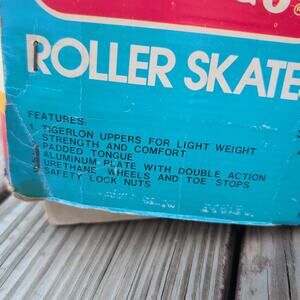 ROLLER SKATE
FEATURES:
1. TIGERLON UPPERS FOR LIGHT WEIGHT
STRENGTH AND COMFORT
PADDED TONGUE
ALUMINUM PLATE WITH DOUBLE ACTION
URETHANE WHEELS AND TOE STOPS
SAFETY LOCK NUTS